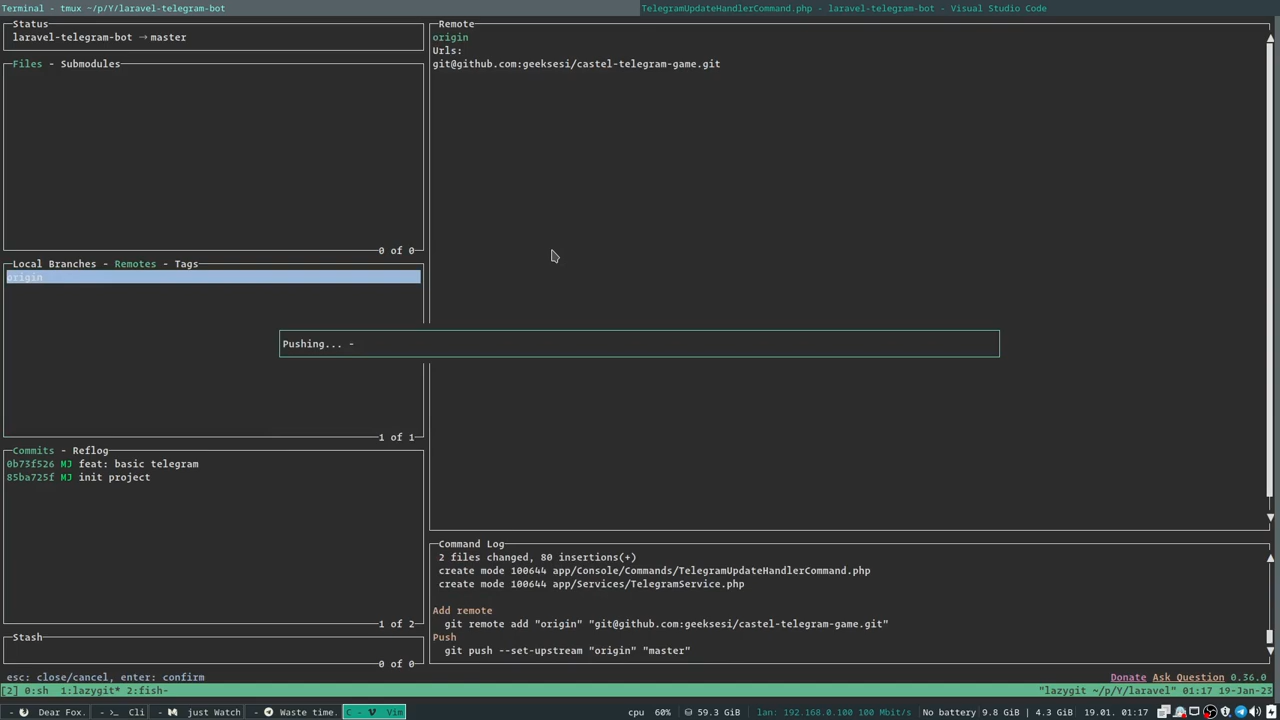 Terminal - tmux ~/p/Y/laravel-telegram-bot
TelegramUpdateHandlerCommand.php - laravel-telegram-bot - Visual Studio Code
Status
laravel-telegram-bot → master
Files - Submodules
0 of 0
Local Branches - Remotes - Tags
origin
1 of 1
Commits - Reflog
0b73f526 MJ feat: basic telegram
85ba725f MJ init project
1 of 2
Stash
0 of 0
Remote
origin
Urls:
git@github.com:geeksesi/castel-telegram-game.git
Pushing... -
Command Log
2 files changed, 80 insertions(+)
create mode 100644 app/Console/Commands/TelegramUpdateHandlerCommand.php
create mode 100644 app/Services/TelegramService.php
Add remote
git remote add "origin" "git@github.com:geeksesi/castel-telegram-game.git"
Push
git push --set-upstream "origin" "master"
esc: close/cancel, enter: confirm
Donate Ask Question 0.36.0
[2] 0:sh  1:lazygit* 2:fish-
"lazygit ~/p/Y/laravel" 01:17 19-Jan-23
- Dear Fox.
- Cli
- just Watch
- Waste time.
C - Vim
cpu 60%
59.3 GiB
lan: 192.168.0.100 100 Mbit/s
No battery
9.8 GiB | 4.3 GiB
19.01. 01:17